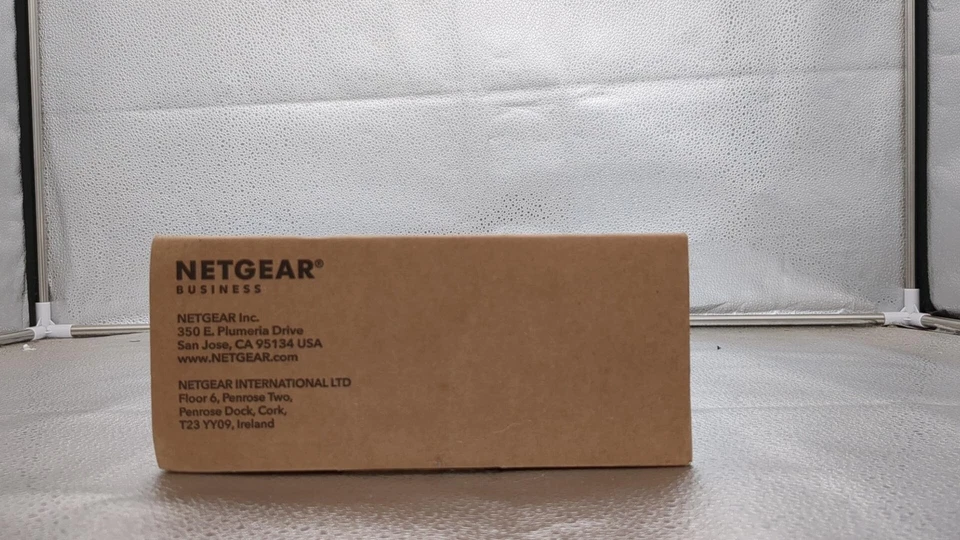 NETGEAR®
BUSINESS
NETGEAR Inc.
350 E. Plumeria Drive
San Jose, CA 95134 USA
www.NETGEAR.com
NETGEAR INTERNATIONAL LTD
Floor 6, Penrose Two,
Penrose Dock, Cork,
T23 YY09, Ireland